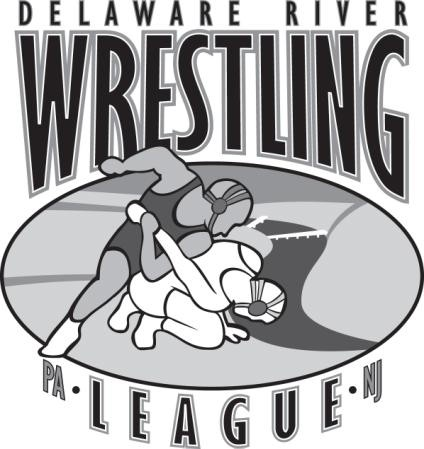 DELAWARE RIVER
WRESTLING
PA • LEAGUE • NJ